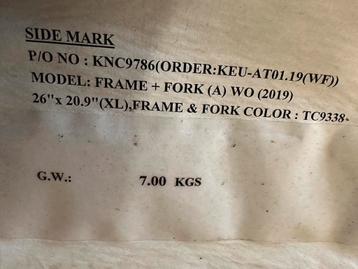 SIDE MARK
P/O NO : KNC9786(ORDER:KEU-AT01.19(WF))
MODEL: FRAME + FORK (A) WO (2019)
26"x 20.9"(XL),FRAME & FORK COLOR : TC9338-
G.W.: 7.00 KGS